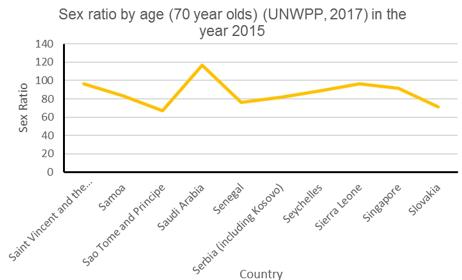 Sex ratio by age (70 year olds) (UNWPP, 2017) in the
year 2015
140
120
100
80
60
40
20
0
Sex Ratio
Saint Vincent and the...
Samoa
Sao Tome and Principe
Saudi Arabia
Senegal
Serbia (including Kosovo)
Seychelles
Sierra Leone
Singapore
Slovakia
Country